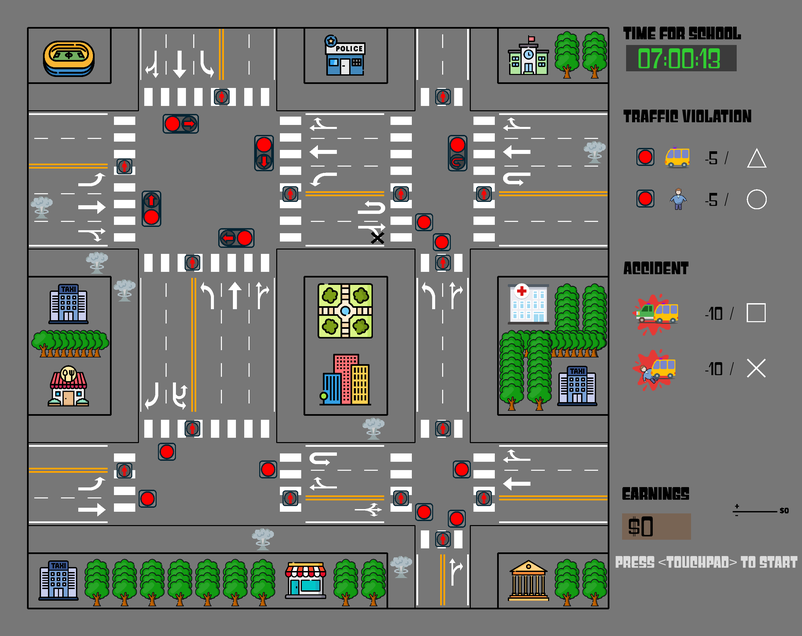 TIME FOR SCHOOL
07:00:13
POLICE
TRAFFIC VIOLATION
-5 /
-5 /
ACCIDENT
-10 /
-10 /
TAXI
TAXI
EARNINGS
$0
+
-
$0
PRESS <TOUCHPAD> TO START
TAXI